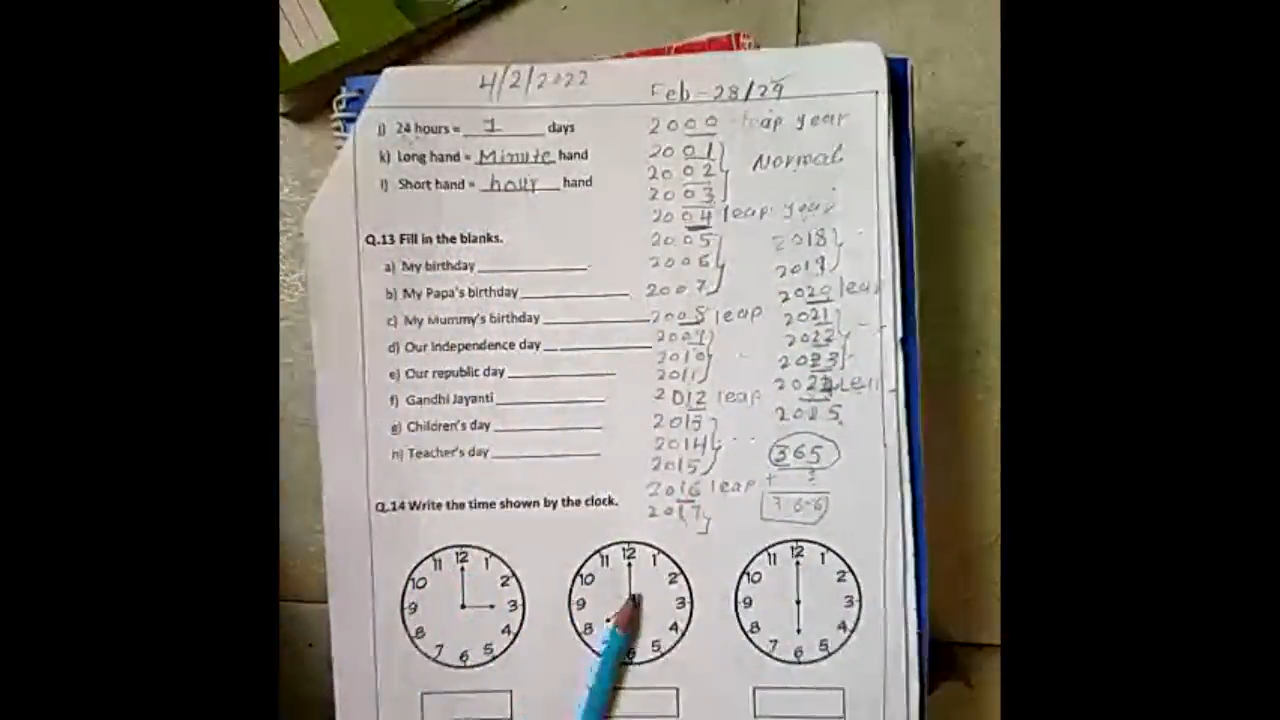 4/2/2022
Feb - 28/29
j) 24 hours = 1 days
k) Long hand = Minute hand
l) Short hand = hour hand
Q.13 Fill in the blanks.
a) My birthday
b) My Papa's birthday
c) My Mummy's birthday
d) Our Independence day
e) Our republic day
f) Gandhi Jayanti
g) Children's day
h) Teacher's day
2000 leap year
2001
2002 Normal
2003
2004 leap year
2005
2006
2007
2008 leap
2009
2010
2011
2012 leap
2013
2014
2015
2016 leap
2017
2018
2019
2020 leap
2021
2022
2023
2024
2025
365
+
366
Q.14 Write the time shown by the clock.
12 1 2 3 4 5 6 7 8 9 10 11
12 1 2 3 4 5 6 8 9 10 11
12 1 2 3 4 5 6 7 8 9 10 11